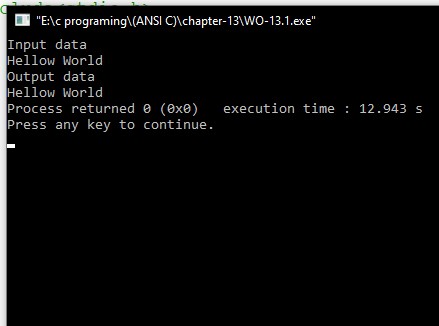 "E:\c programing\(ANSI C)\chapter-13\WO-13.1.exe"
Input data
Hellow World
Output data
Hellow World
Process returned 0 (0x0)   execution time : 12.943 s
Press any key to continue.